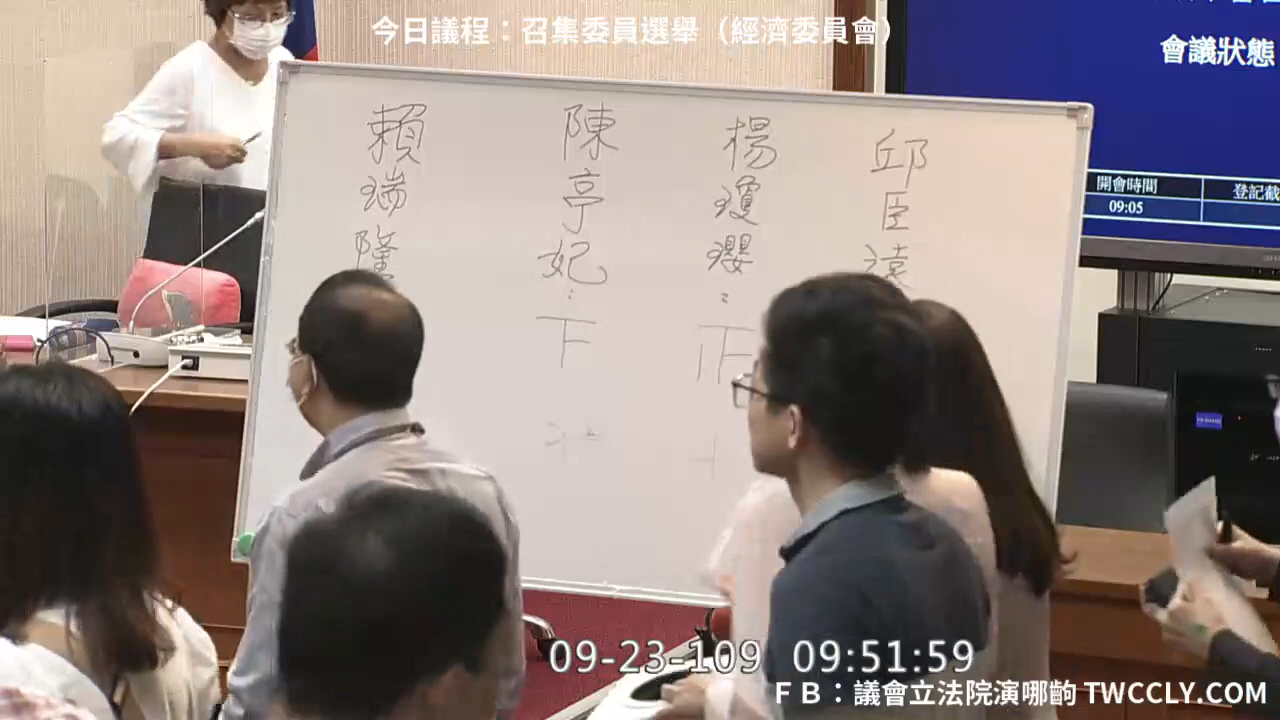 今日議程：召集委員選舉（經濟委員會）
會議狀態
開會時間
登記截
09:05
賴瑞隆
陳亭妃：
楊瓊瓔：
邱臣遠
09-23-109 09:51:59
ＦＢ：議會立法院演哪齣 TWCCLY.COM